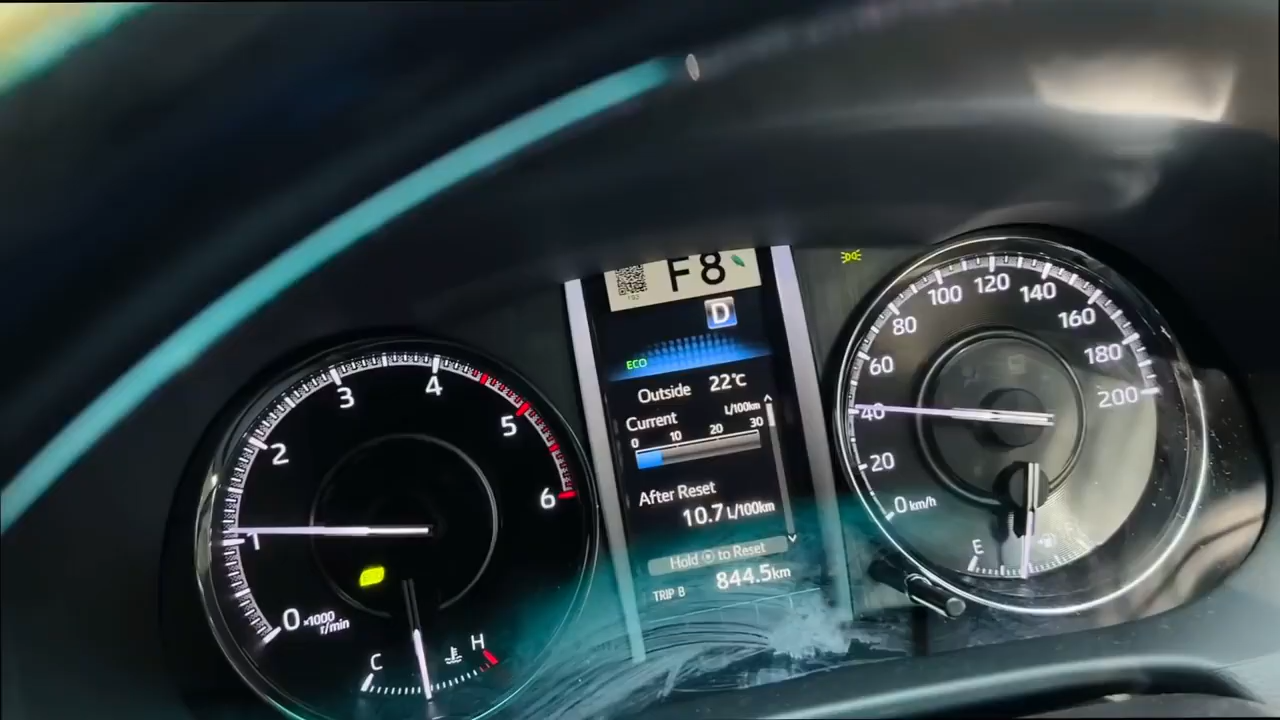 F8
D
ECO
Outside 22°C
Current L/100km
0 10 20 30
After Reset
10.7 L/100km
Hold to Reset
TRIP B 844.5km
0 1 2 3 4 5 6
x1000
r/min
C H
0 km/h
20
40
60
80
100
120
140
160
180
200
E